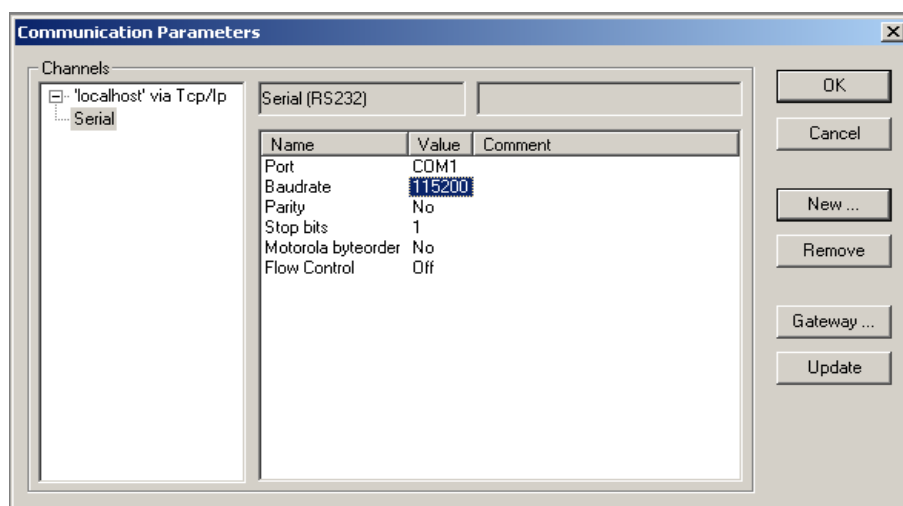 Communication Parameters
Channels
'localhost' via Tcp/Ip
Serial
Serial (RS232)
Name Value Comment
Port COM1
Baudrate 115200
Parity No
Stop bits 1
Motorola byteorder No
Flow Control Off
OK
Cancel
New ...
Remove
Gateway ...
Update